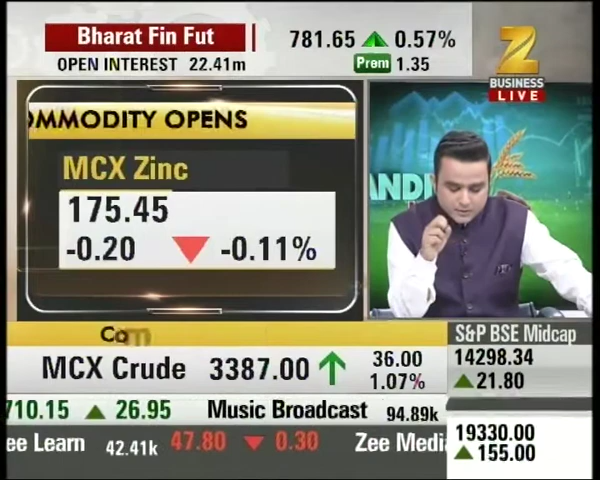 Bharat Fin Fut
OPEN INTEREST 22.41m
781.65 0.57%
Prem 1.35
Z
BUSINESS
LIVE
OMMODITY OPENS
MCX Zinc
175.45
-0.20 -0.11%
ANDI
Com
MCX Crude 3387.00 36.00
1.07%
S&P BSE Midcap
14298.34
21.80
710.15 26.95 Music Broadcast 94.89k
ee Learn 42.41k 47.80 0.30 Zee Media
19330.00
155.00